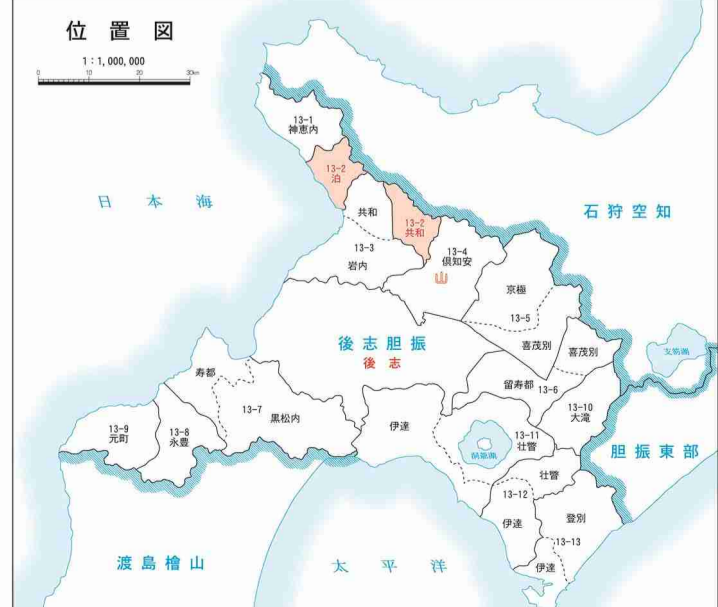 位置図
1:1,000,000
0 10 20 30km
13-1
神恵内
13-2
泊
日本海
共和
13-2
共和
石狩空知
13-3
岩内
13-4
倶知安
山
京極
13-5
喜茂別
後志胆振
後志
喜茂別
支笏湖
寿都
留寿都
13-6
13-7
黒松内
13-10
大滝
13-9
元町
13-8
永豊
伊達
13-11
壮瞥
洞爺湖
胆振東部
壮瞥
13-12
伊達
登別
13-13
伊達
渡島檜山
太平洋